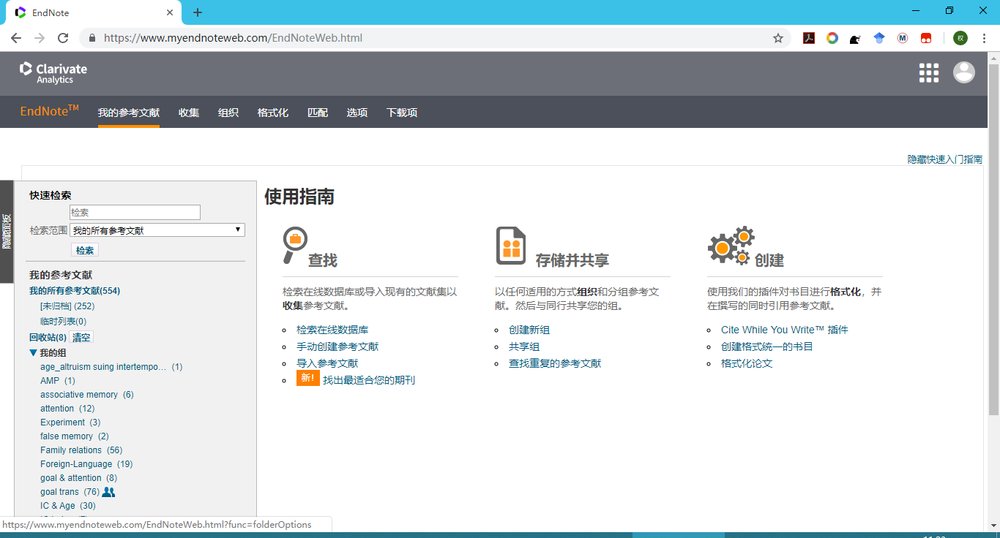 EndNote
https://www.myendnoteweb.com/EndNoteWeb.html
权
Clarivate
Analytics
EndNote™ 我的参考文献 收集 组织 格式化 匹配 选项 下载项
隐藏快速入门指南
隐藏面板
快速检索
检索
检索范围 我的所有参考文献
检索
我的参考文献
我的所有参考文献(554)
[未归档] (252)
临时列表(0)
回收站(8) 清空
我的组
age_altruism suing intertempo… (1)
AMP (1)
associative memory (6)
attention (12)
Experiment (3)
false memory (2)
Family relations (56)
Foreign-Language (19)
goal & attention (8)
goal trans (76)
IC & Age (30)
使用指南
查找
检索在线数据库或导入现有的文献集以
收集参考文献。
检索在线数据库
手动创建参考文献
导入参考文献
新! 找出最适合您的期刊
存储并共享
以任何适用的方式组织和分组参考文
献。然后与同行共享您的组。
创建新组
共享组
查找重复的参考文献
创建
使用我们的插件对书目进行格式化，并
在撰写的同时引用参考文献。
Cite While You Write™ 插件
创建格式统一的书目
格式化论文
https://www.myendnoteweb.com/EndNoteWeb.html?func=folderOptions